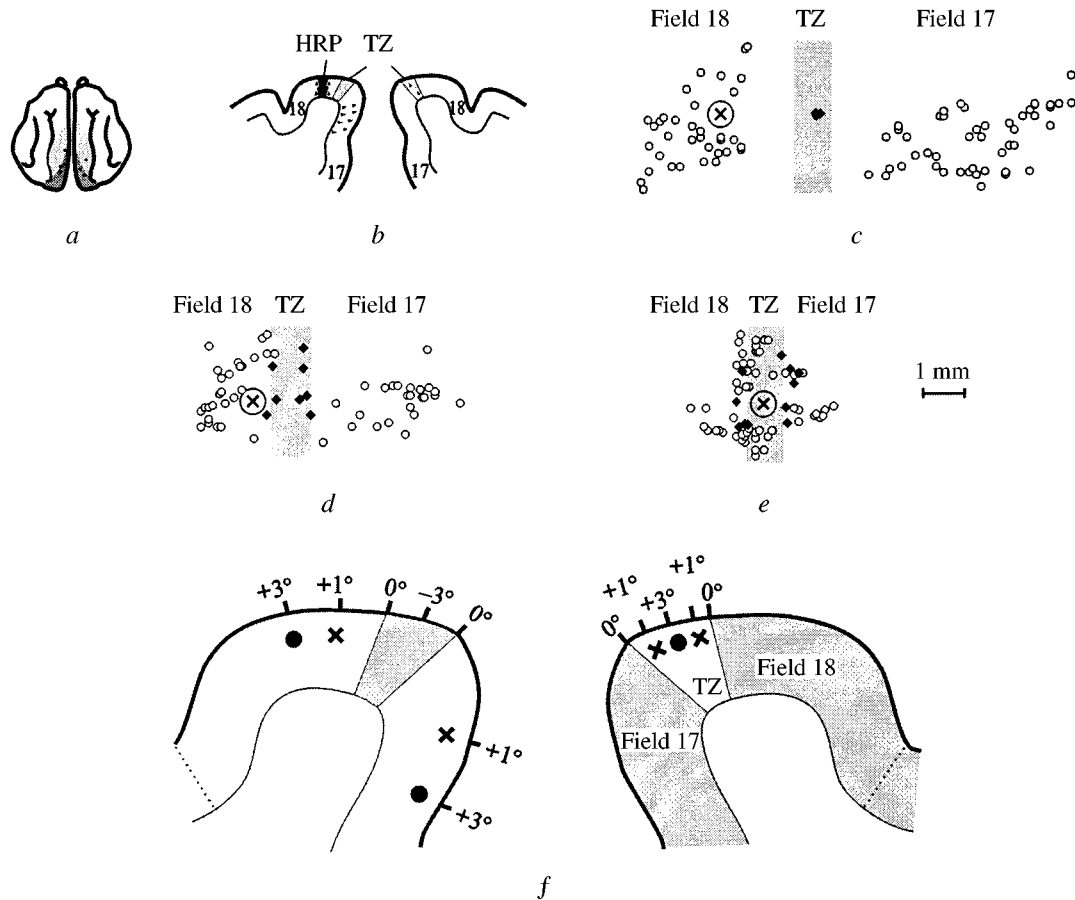 Field 18 TZ Field 17
HRP TZ
18 18
17 17
a b c
Field 18 TZ Field 17
Field 18 TZ Field 17
1 mm
d e
+3° +1° 0° −3° 0°
+1°
+3°
0° +1° +3° +1° 0°
TZ
Field 18
Field 17
f